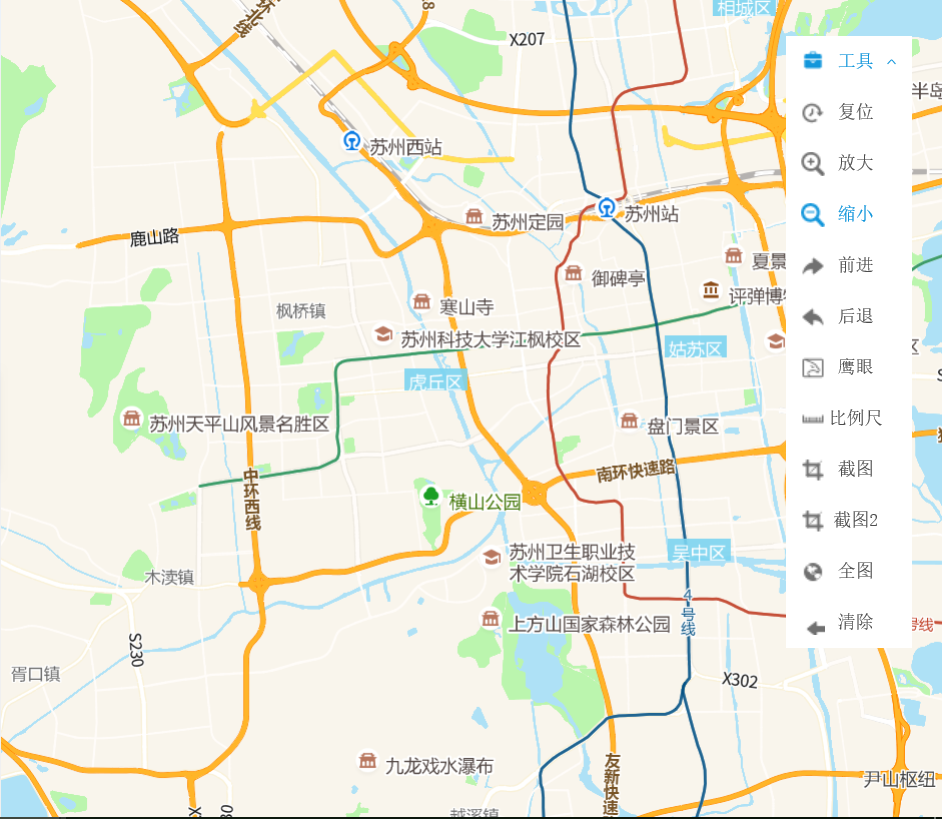 相城区
X207
工具
半岛
复位
苏州西站
放大
苏州站
缩小
苏州定园
鹿山路
夏景
前进
御碑亭
评弹博
枫桥镇
寒山寺
后退
苏州科技大学江枫校区
姑苏区
区
鹰眼
虎丘区
比例尺
苏州天平山风景名胜区
盘门景区
南环快速路
截图
中环西线
横山公园
截图2
吴中区
苏州卫生职业技
术学院石湖校区
全图
木渎镇
4号线
上方山国家森林公园
清除
号线
S230
胥口镇
X302
九龙戏水瀑布
友新快速
尹山枢纽
越溪镇